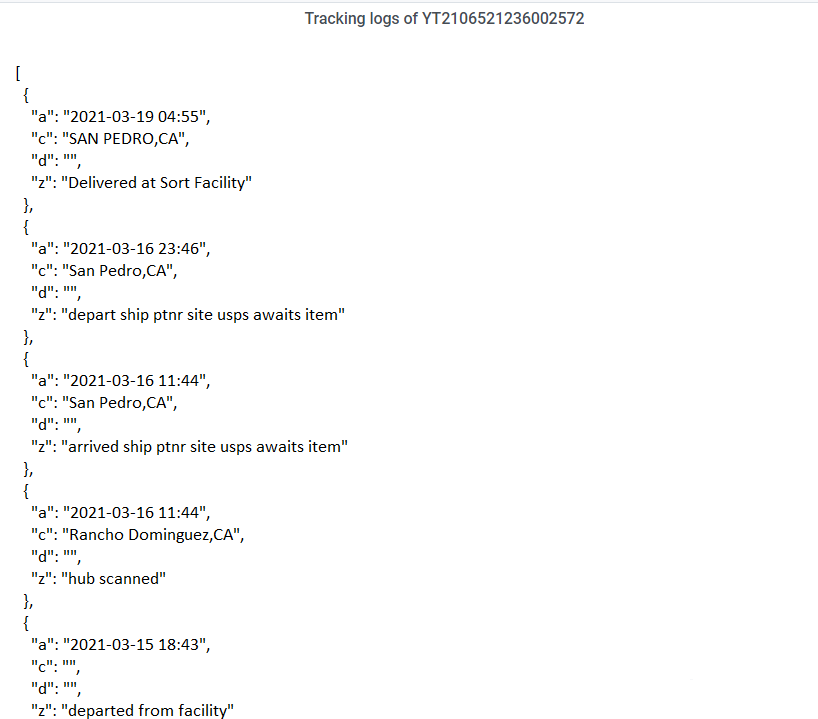 Tracking logs of YT2106521236002572
[
{
"a": "2021-03-19 04:55",
"c": "SAN PEDRO,CA",
"d": "",
"z": "Delivered at Sort Facility"
},
{
"a": "2021-03-16 23:46",
"c": "San Pedro,CA",
"d": "",
"z": "depart ship ptnr site usps awaits item"
},
{
"a": "2021-03-16 11:44",
"c": "San Pedro,CA",
"d": "",
"z": "arrived ship ptnr site usps awaits item"
},
{
"a": "2021-03-16 11:44",
"c": "Rancho Dominguez,CA",
"d": "",
"z": "hub scanned"
},
{
"a": "2021-03-15 18:43",
"c": "",
"d": "",
"z": "departed from facility"